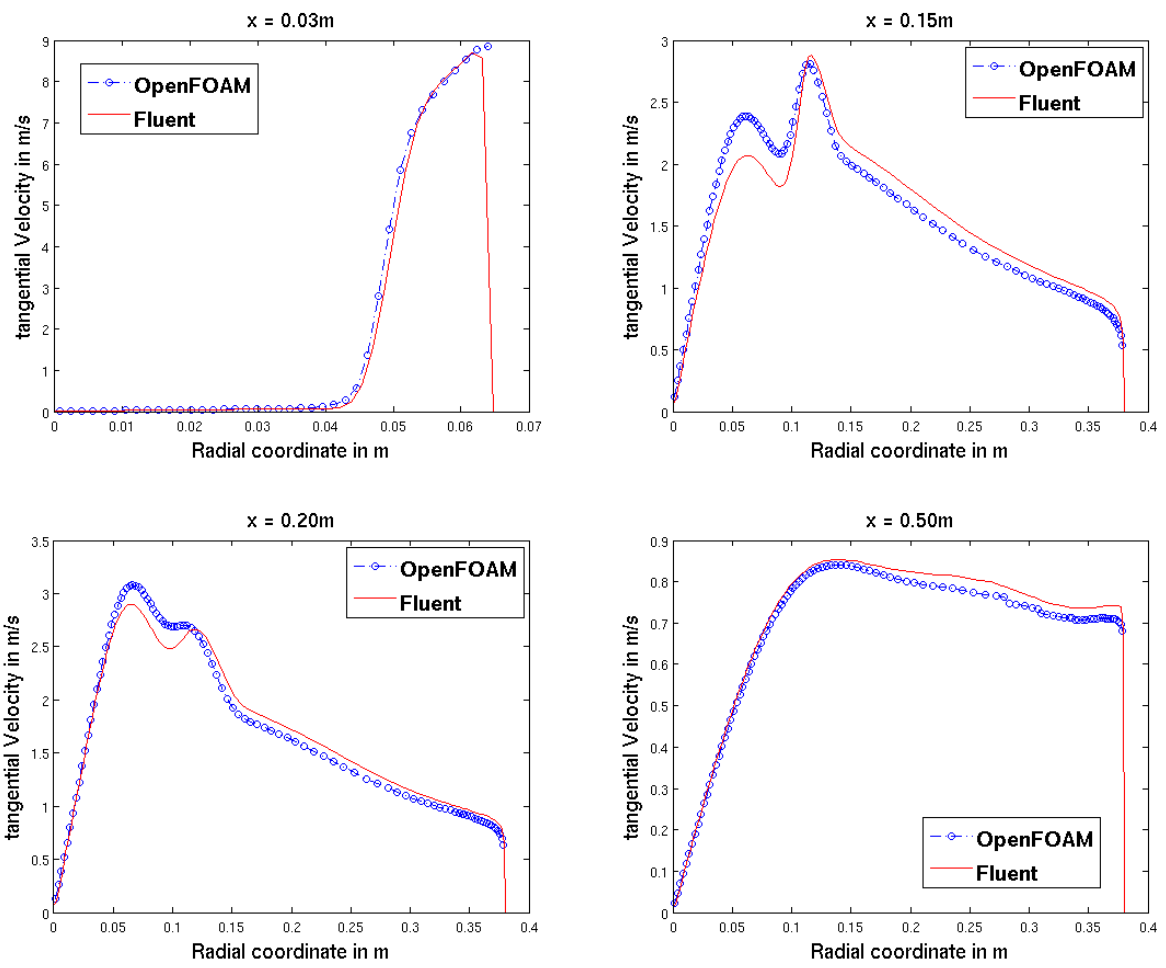 x = 0.03m
9
8
7
6
5
4
3
2
1
0
tangential Velocity in m/s
OpenFOAM
Fluent
0 0.01 0.02 0.03 0.04 0.05 0.06 0.07
Radial coordinate in m
x = 0.15m
3
2.5
2
1.5
1
0.5
0
tangential Velocity in m/s
OpenFOAM
Fluent
0 0.05 0.1 0.15 0.2 0.25 0.3 0.35 0.4
Radial coordinate in m
x = 0.20m
3.5
3
2.5
2
1.5
1
0.5
0
tangential Velocity in m/s
OpenFOAM
Fluent
0 0.05 0.1 0.15 0.2 0.25 0.3 0.35 0.4
Radial coordinate in m
x = 0.50m
0.9
0.8
0.7
0.6
0.5
0.4
0.3
0.2
0.1
0
tangential Velocity in m/s
OpenFOAM
Fluent
0 0.05 0.1 0.15 0.2 0.25 0.3 0.35 0.4
Radial coordinate in m